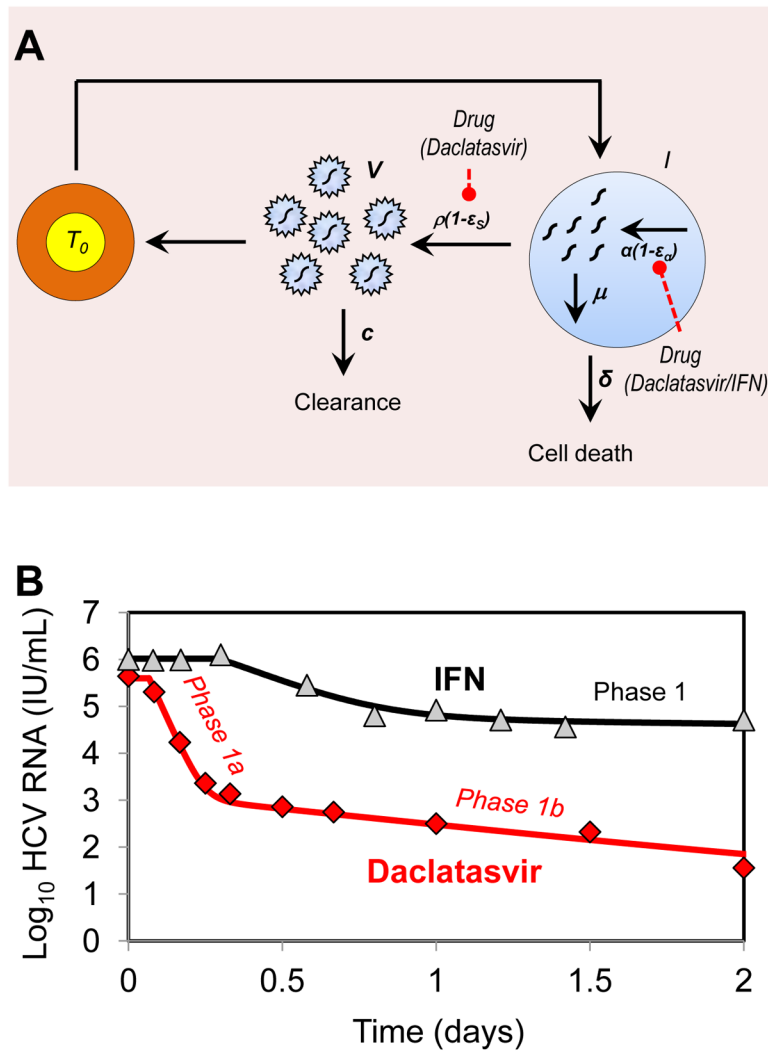 A
Drug
(Daclatasvir)
I
V
ρ(1-εS)
α(1-εα)
T0
μ
c
Drug
(Daclatasvir/IFN)
δ
Clearance
Cell death
B
Log10 HCV RNA (IU/mL)
7
6
5
4
3
2
1
0
IFN
Phase 1
Phase 1a
Phase 1b
Daclatasvir
0
0.5
1
1.5
2
Time (days)